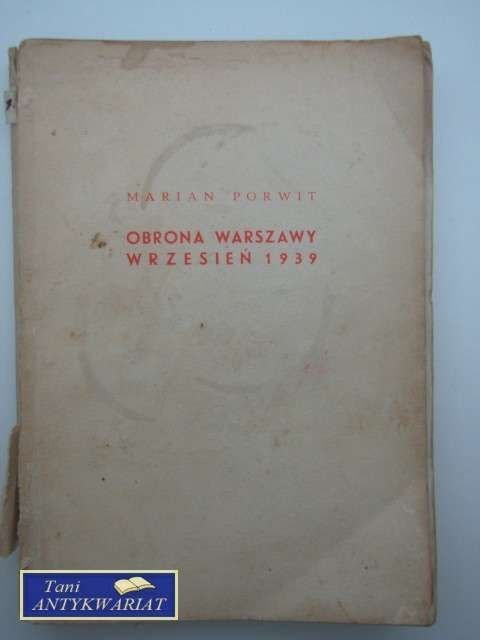 MARIAN PORWIT
OBRONA WARSZAWY
WRZESIEŃ 1939
Tani
ANTYKWARIAT